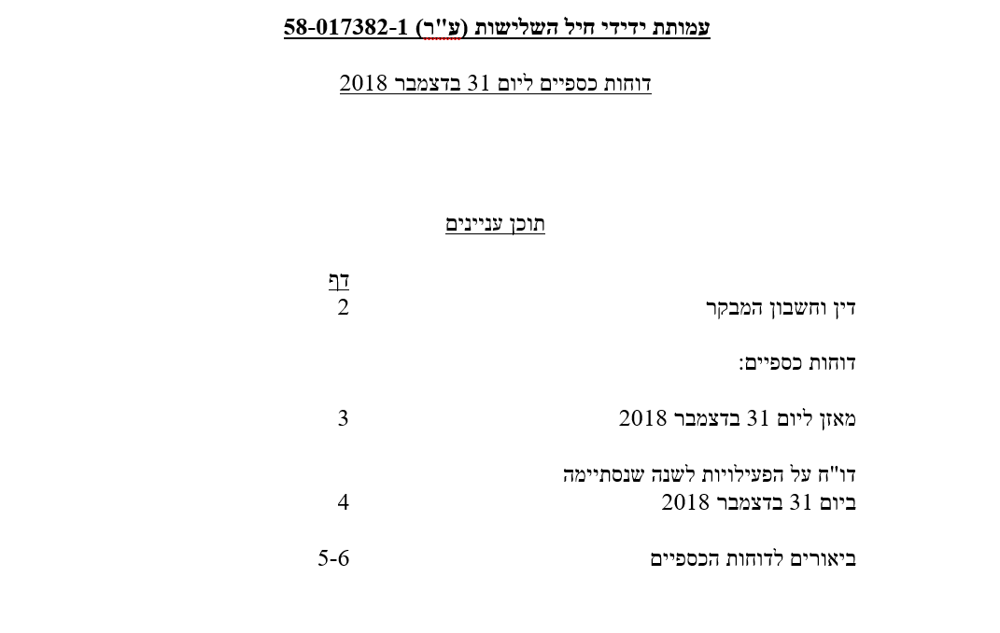 עמותת ידידי חיל השלישות (ע"ר) 58-017382-1
דוחות כספיים ליום 31 בדצמבר 2018
תוכן עניינים
דף
דין וחשבון המבקר 2
דוחות כספיים:
מאזן ליום 31 בדצמבר 2018 3
דו"ח על הפעילויות לשנה שנסתיימה
ביום 31 בדצמבר 2018 4
ביאורים לדוחות הכספיים 5-6